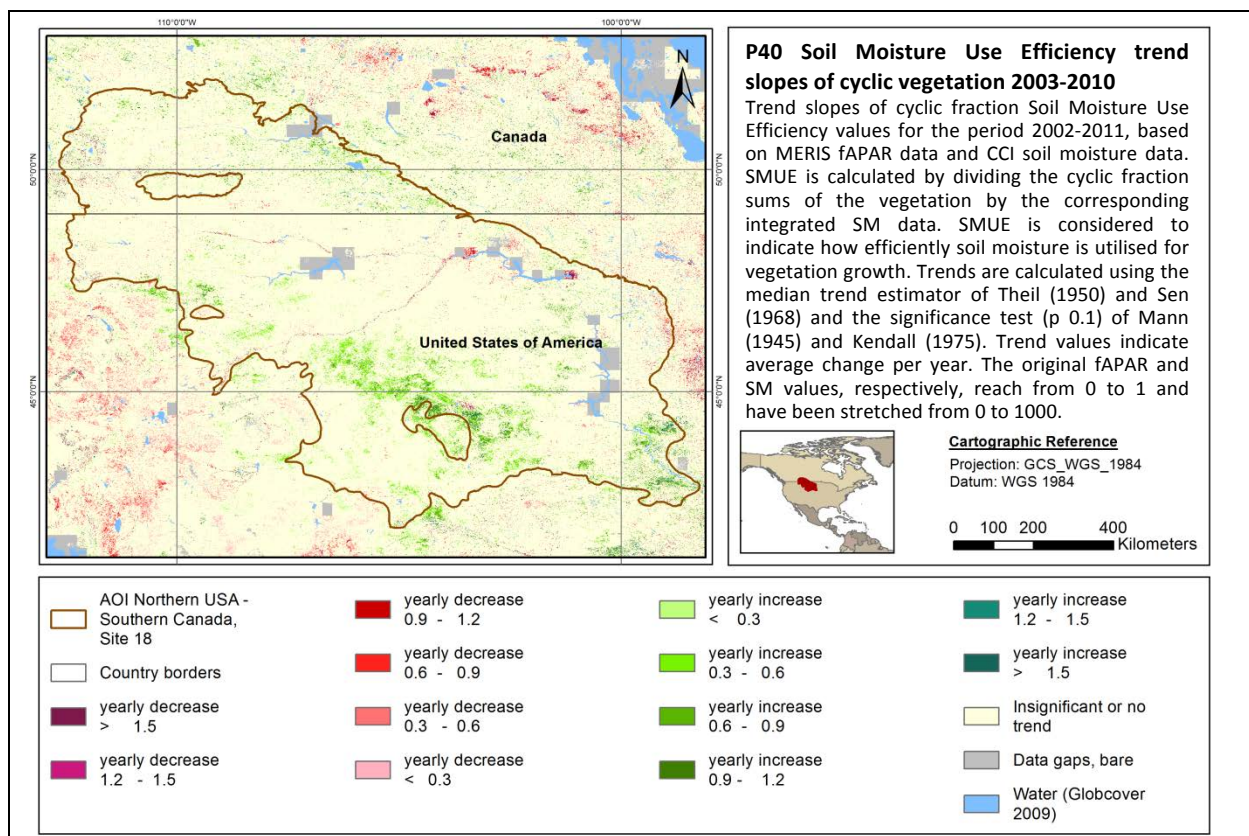 110°0'0"W
100°0'0"W
N
Canada
50°0'0"N
50°0'0"N
United States of America
45°0'0"N
45°0'0"N
P40 Soil Moisture Use Efficiency trend
slopes of cyclic vegetation 2003-2010
Trend slopes of cyclic fraction Soil Moisture Use
Efficiency values for the period 2002-2011, based
on MERIS fAPAR data and CCI soil moisture data.
SMUE is calculated by dividing the cyclic fraction
sums of the vegetation by the corresponding
integrated SM data. SMUE is considered to
indicate how efficiently soil moisture is utilised for
vegetation growth. Trends are calculated using the
median trend estimator of Theil (1950) and Sen
(1968) and the significance test (p 0.1) of Mann
(1945) and Kendall (1975). Trend values indicate
average change per year. The original fAPAR and
SM values, respectively, reach from 0 to 1 and
have been stretched from 0 to 1000.
Cartographic Reference
Projection: GCS_WGS_1984
Datum: WGS 1984
0 100 200 400
Kilometers
AOI Northern USA -
Southern Canada,
Site 18
Country borders
yearly decrease
> 1.5
yearly decrease
1.2 - 1.5
yearly decrease
0.9 - 1.2
yearly decrease
0.6 - 0.9
yearly decrease
0.3 - 0.6
yearly decrease
< 0.3
yearly increase
< 0.3
yearly increase
0.3 - 0.6
yearly increase
0.6 - 0.9
yearly increase
0.9 - 1.2
yearly increase
1.2 - 1.5
yearly increase
> 1.5
Insignificant or no
trend
Data gaps, bare
Water (Globcover
2009)